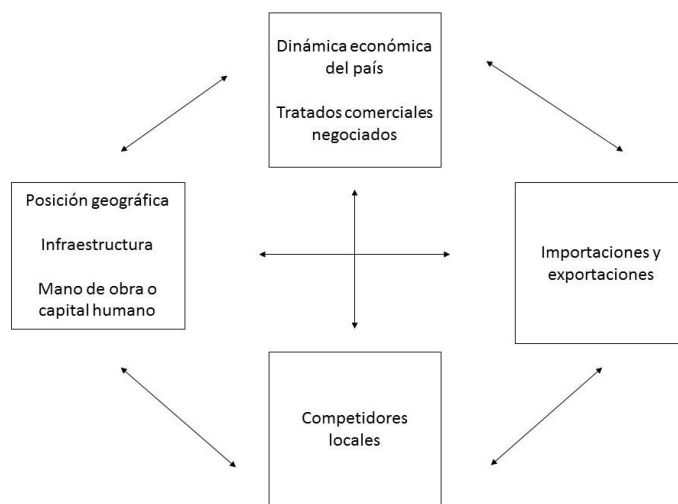 Dinámica económica
del país
Tratados comerciales
negociados
Posición geográfica
Infraestructura
Mano de obra o
capital humano
Importaciones y
exportaciones
Competidores
locales